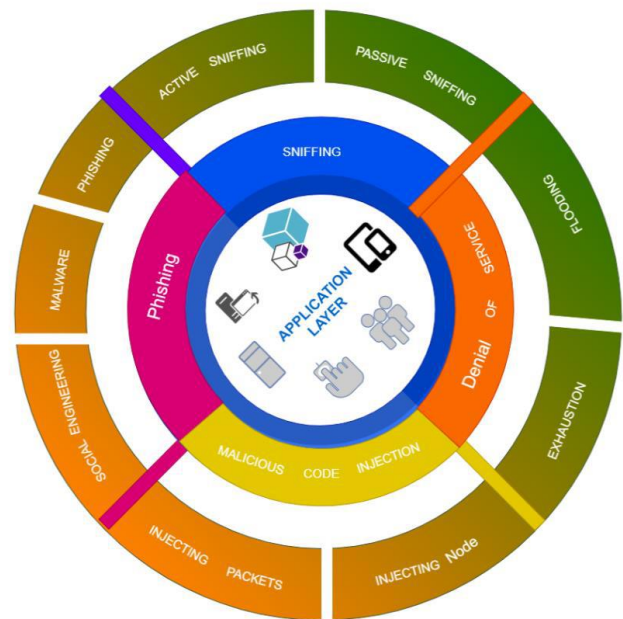 ACTIVE SNIFFING
PASSIVE SNIFFING
PHISHING
SNIFFING
FLOODING
MALWARE
Phishing
APPLICATION
LAYER
Denial OF SERVICE
SOCIAL ENGINEERING
MALICIOUS CODE INJECTION
EXHAUSTION
INJECTING PACKETS
INJECTING Node